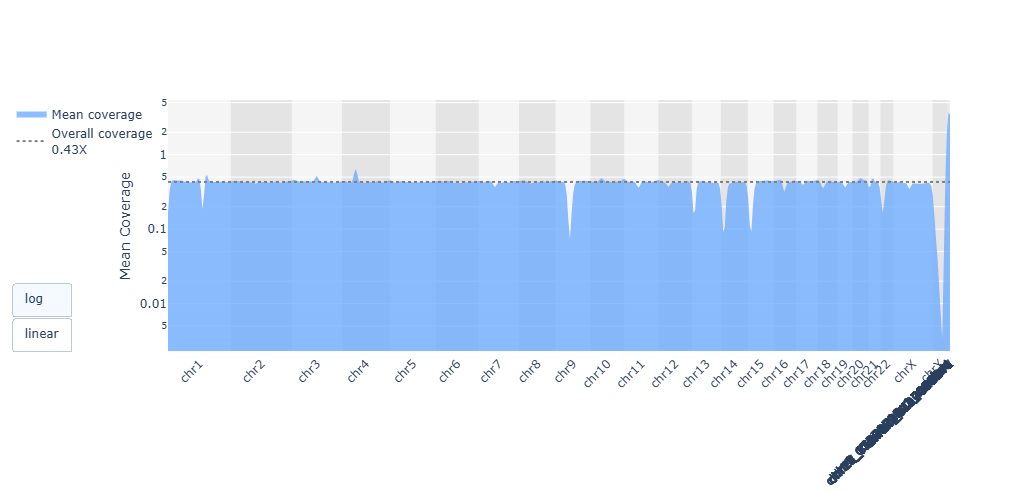 Mean coverage
Overall coverage
0.43X
log
linear
Mean Coverage
5
2
1
5
2
0.1
5
2
0.01
5
chr1
chr2
chr3
chr4
chr5
chr6
chr7
chr8
chr9
chr10
chr11
chr12
chr13
chr14
chr15
chr16
chr17
chr18
chr19
chr20
chr21
chr22
chrX